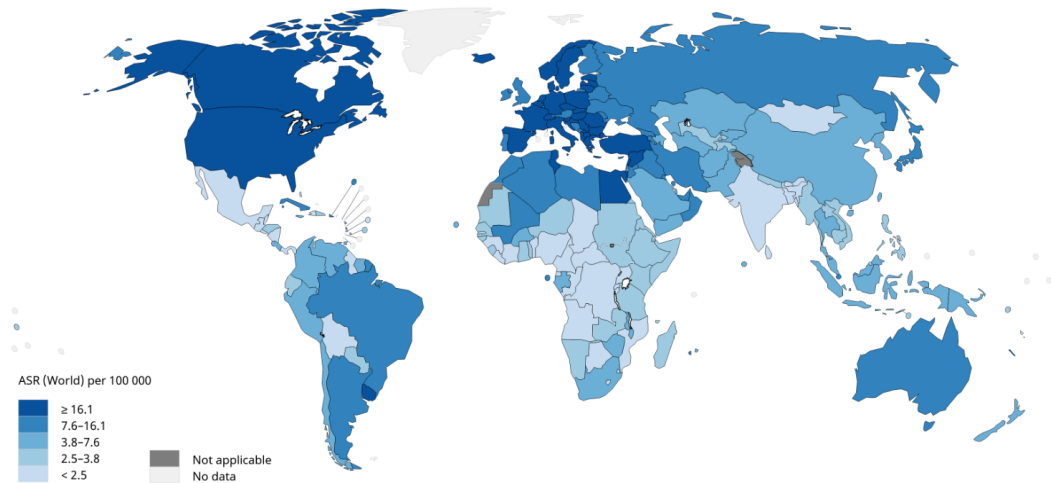 ASR (World) per 100 000
≥ 16.1
7.6–16.1
3.8–7.6
2.5–3.8
< 2.5
Not applicable
No data